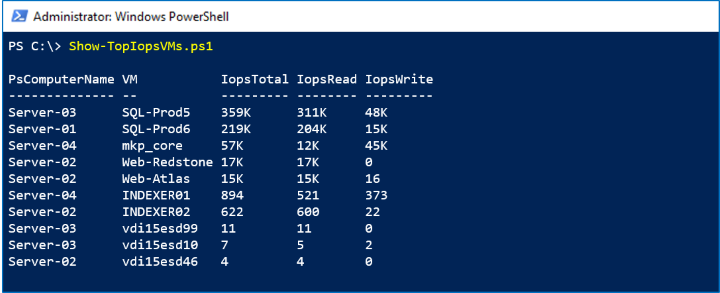 Administrator: Windows PowerShell
PS C:\> Show-TopIopsVMs.ps1
PsComputerName VM IopsTotal IopsRead IopsWrite
-------------- -- --------- -------- ---------
Server-03 SQL-Prod5 359K 311K 48K
Server-01 SQL-Prod6 219K 204K 15K
Server-04 mkp_core 57K 12K 45K
Server-02 Web-Redstone 17K 17K 0
Server-02 Web-Atlas 15K 15K 16
Server-04 INDEXER01 894 521 373
Server-02 INDEXER02 622 600 22
Server-03 vdi15esd99 11 11 0
Server-03 vdi15esd10 7 5 2
Server-02 vdi15esd46 4 4 0